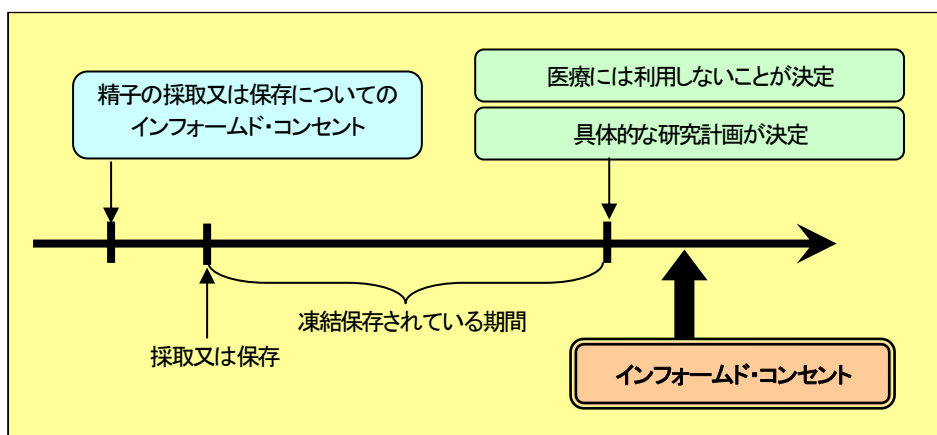 医療には利用しないことが決定
精子の採取又は保存についての
インフォームド・コンセント
具体的な研究計画が決定
凍結保存されている期間
採取又は保存
インフォームド・コンセント